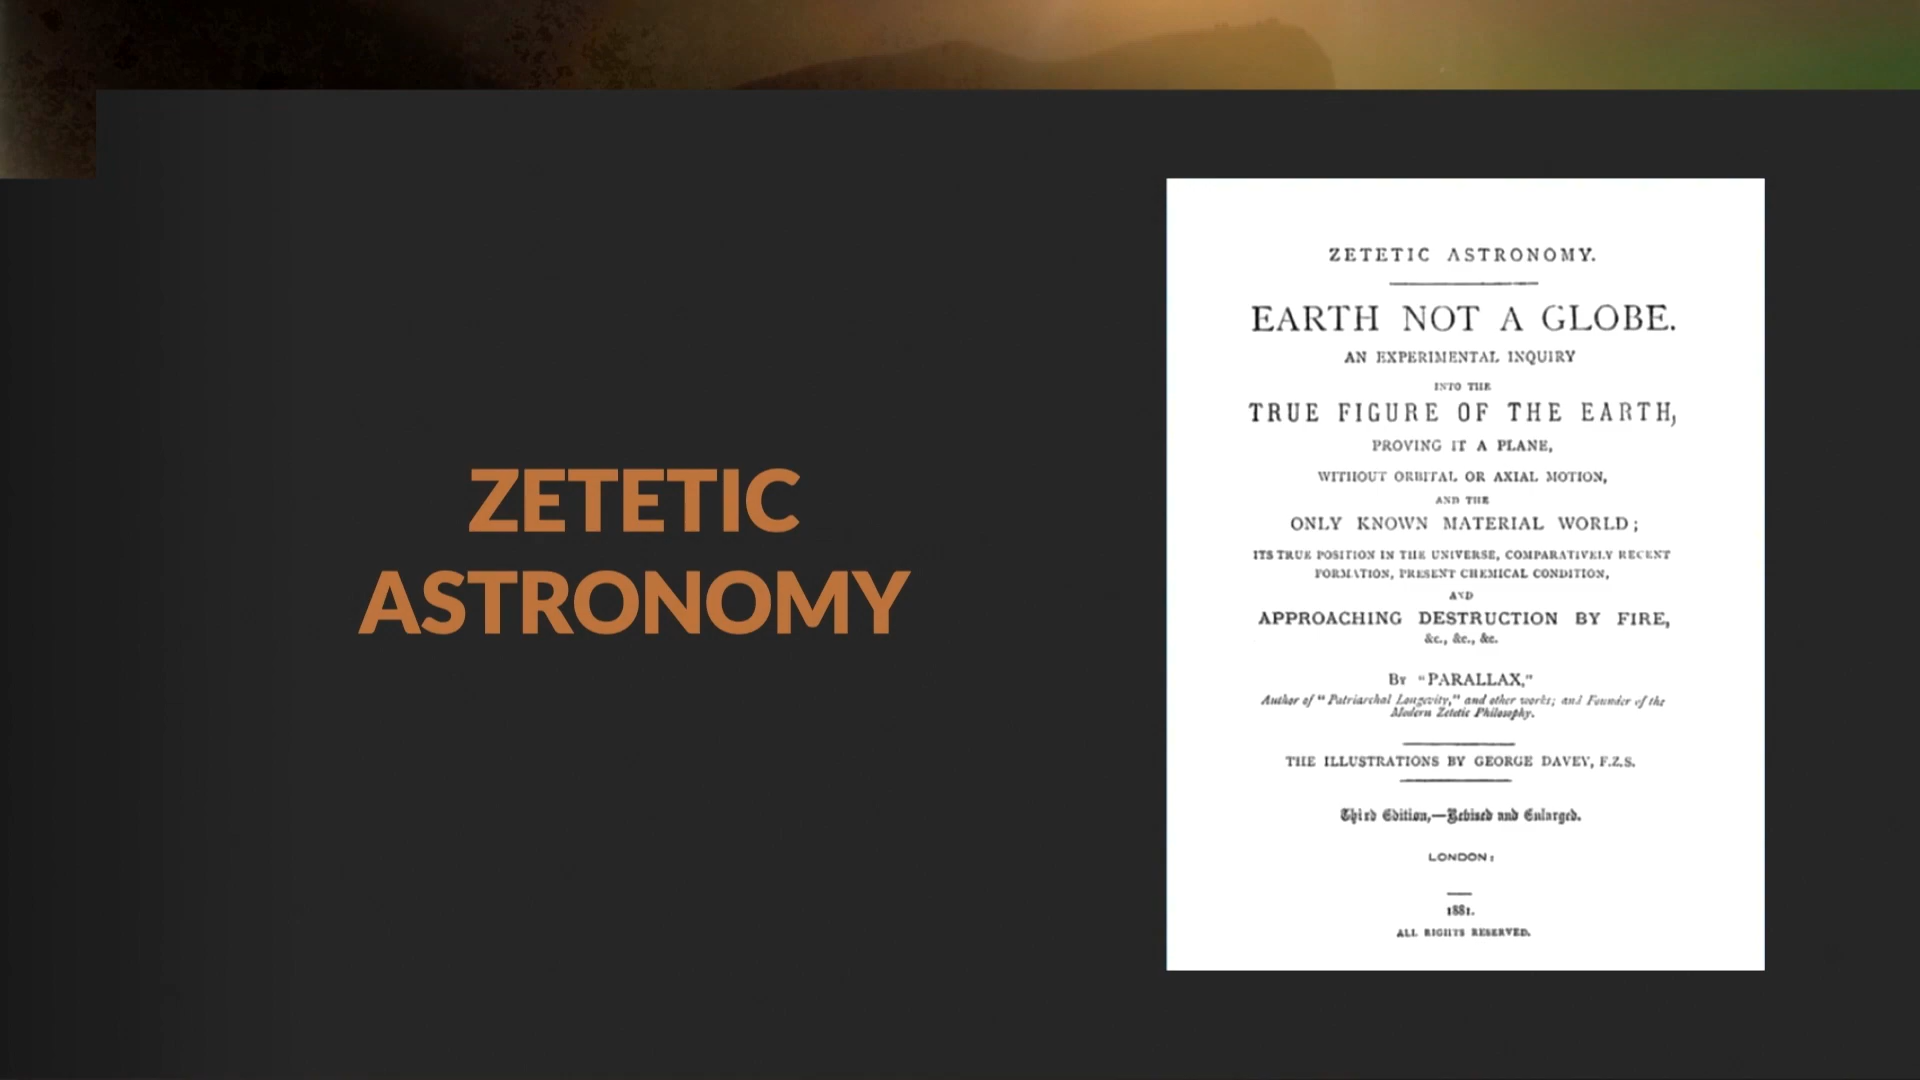 ZETETIC
ASTRONOMY
ZETETIC ASTRONOMY.
EARTH NOT A GLOBE.
AN EXPERIMENTAL INQUIRY
INTO THE
TRUE FIGURE OF THE EARTH,
PROVING IT A PLANE,
WITHOUT ORBITAL OR AXIAL MOTION,
AND THE
ONLY KNOWN MATERIAL WORLD;
ITS TRUE POSITION IN THE UNIVERSE, COMPARATIVELY RECENT
FORMATION, PRESENT CHEMICAL CONDITION,
AND
APPROACHING DESTRUCTION BY FIRE,
&c., &c., &c.
By "PARALLAX,"
Author of "Patriarchal Longevity," and other works; and Founder of the
Modern Zetetic Philosophy.
THE ILLUSTRATIONS BY GEORGE DAVEY, F.Z.S.
Third Edition,—Revised and Enlarged.
LONDON:
1881.
ALL RIGHTS RESERVED.